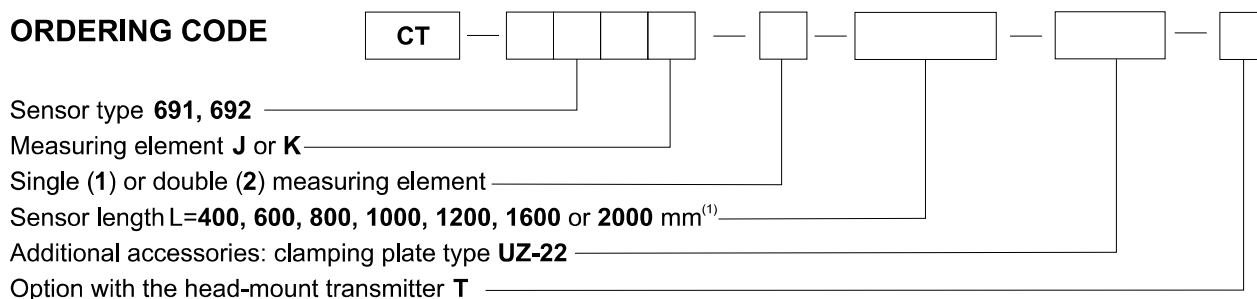 ORDERING CODE CT
Sensor type 691, 692
Measuring element J or K
Single (1) or double (2) measuring element
Sensor length L=400, 600, 800, 1000, 1200, 1600 or 2000 mm(1)
Additional accessories: clamping plate type UZ-22
Option with the head-mount transmitter T